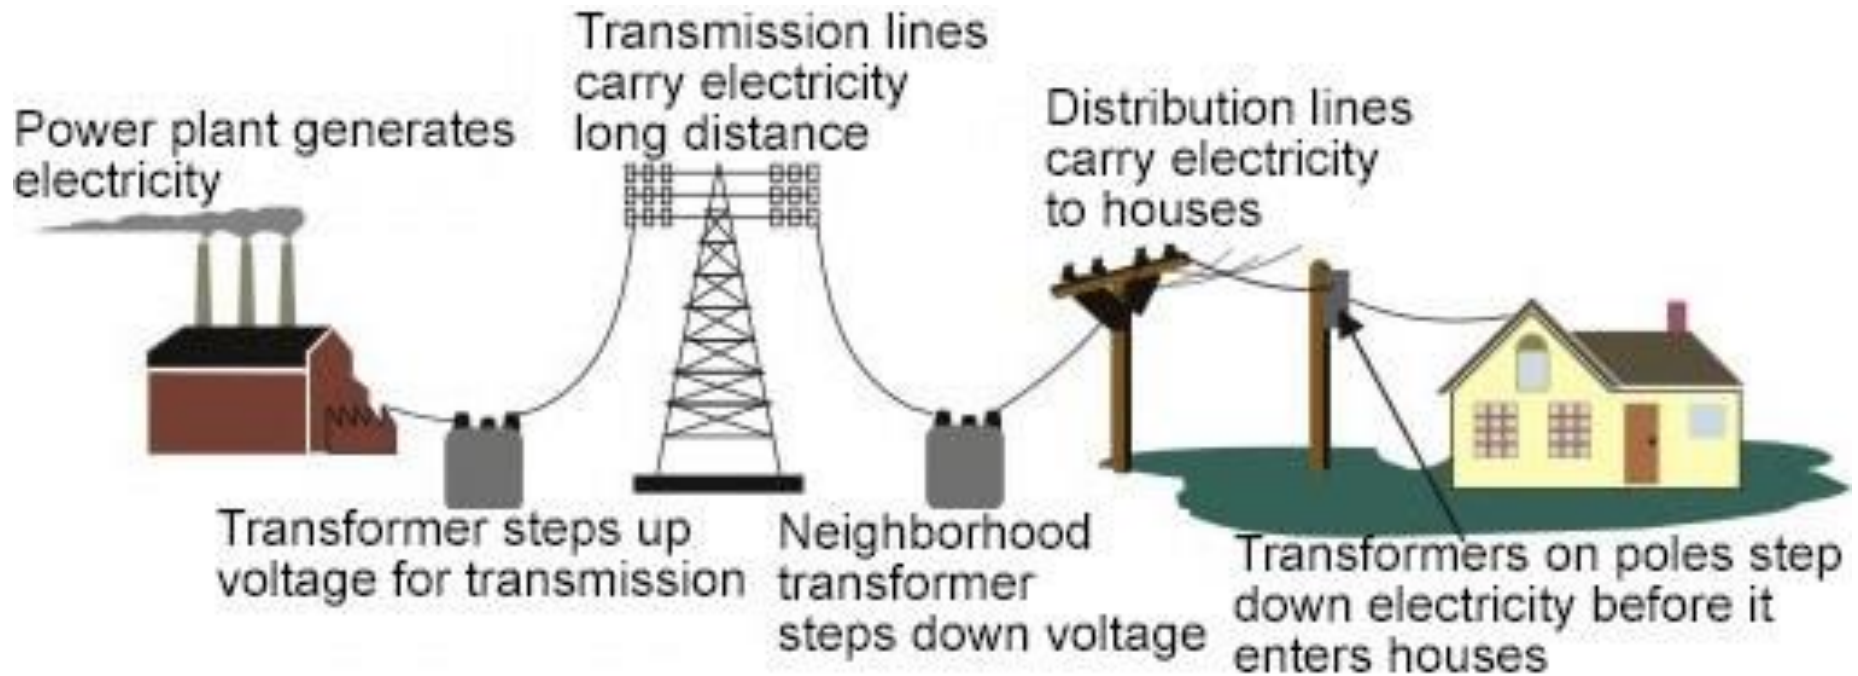 Power plant generates
electricity
Transformer steps up
voltage for transmission
Transmission lines
carry electricity
long distance
Neighborhood
transformer
steps down voltage
Distribution lines
carry electricity
to houses
Transformers on poles step
down electricity before it
enters houses